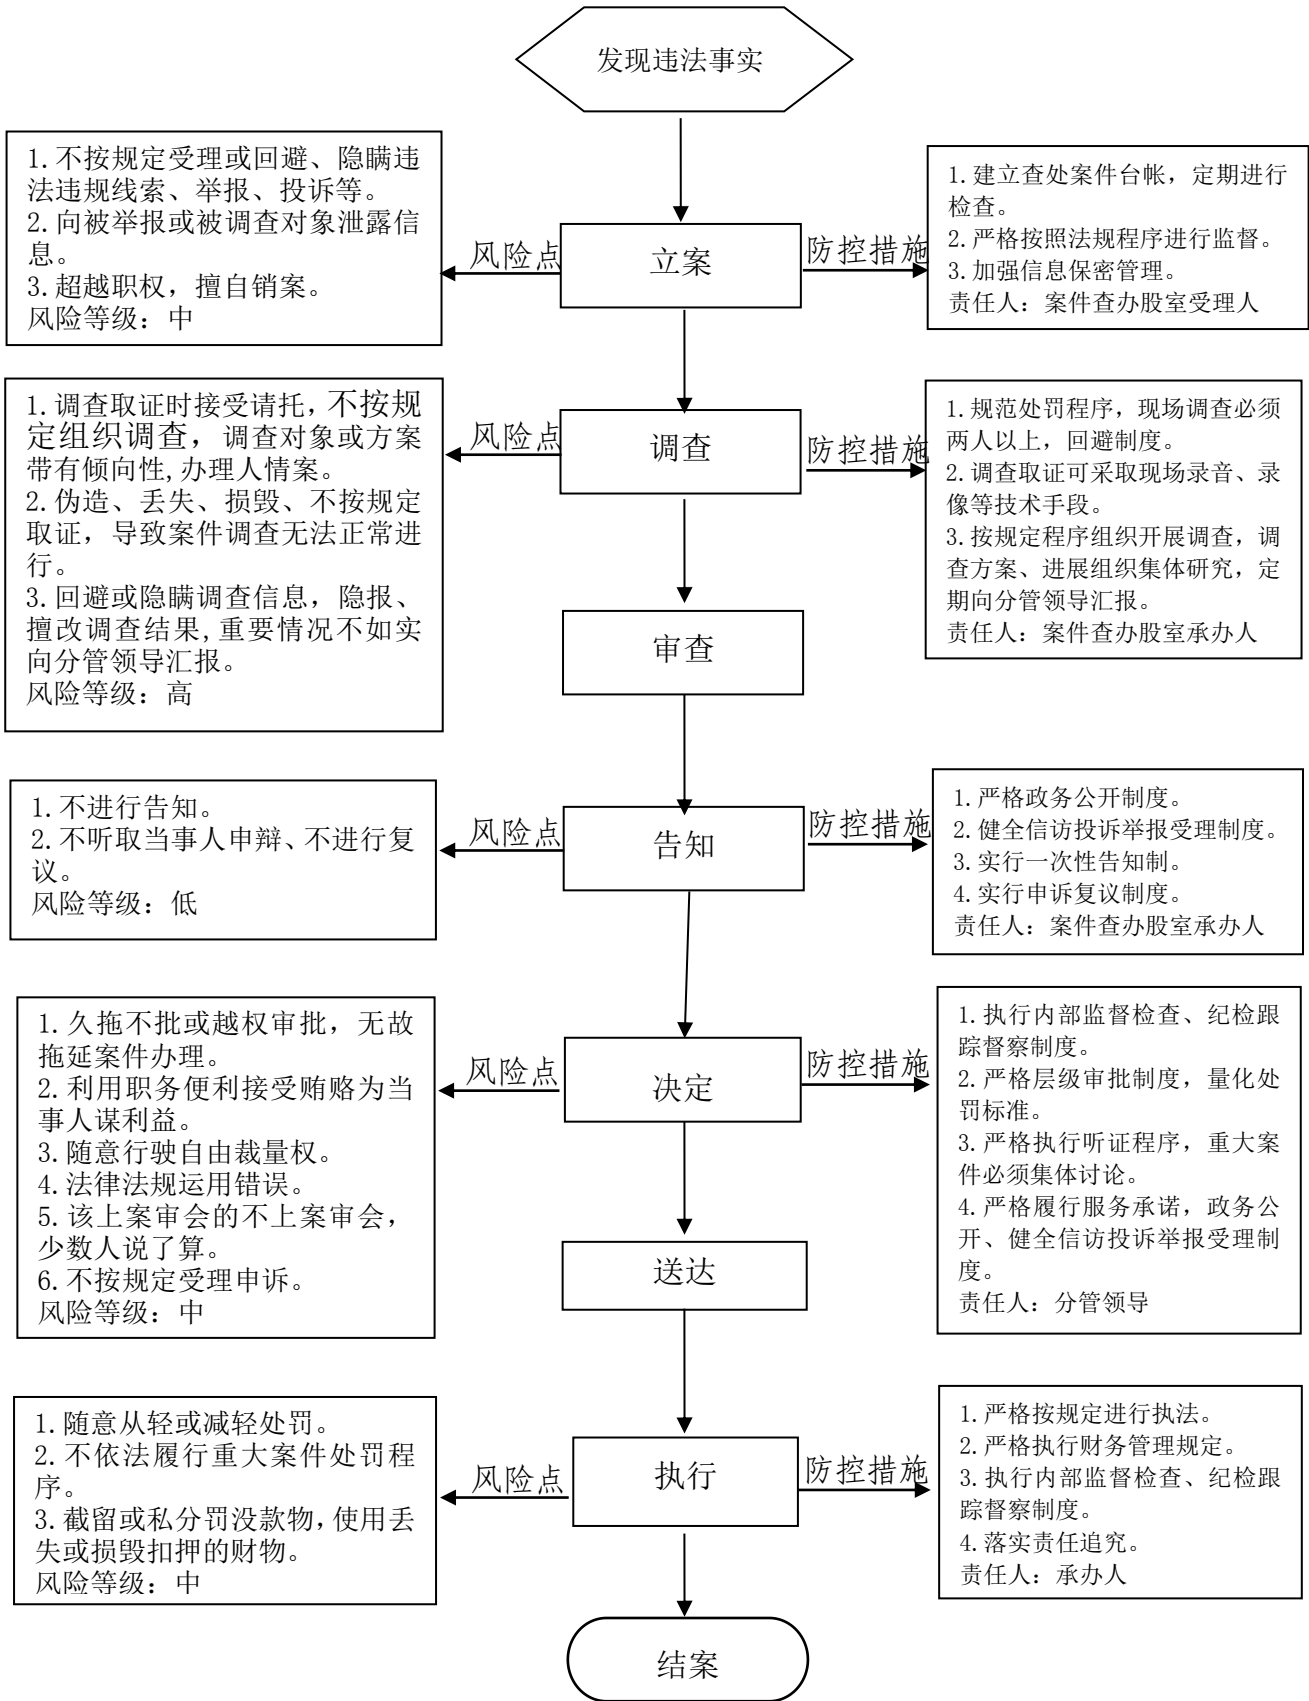 发现违法事实
1.不按规定受理或回避、隐瞒违
法违规线索、举报、投诉等。
2.向被举报或被调查对象泄露信
息。
3.超越职权，擅自销案。
风险等级：中
风险点
立案
防控措施
1.建立查处案件台帐，定期进行
检查。
2.严格按照法规程序进行监督。
3.加强信息保密管理。
责任人：案件查办股室受理人
1.调查取证时接受请托，不按规
定组织调查，调查对象或方案
带有倾向性,办理人情案。
2.伪造、丢失、损毁、不按规定
取证，导致案件调查无法正常进
行。
3.回避或隐瞒调查信息，隐报、
擅改调查结果,重要情况不如实
向分管领导汇报。
风险等级：高
风险点
调查
防控措施
1.规范处罚程序，现场调查必须
两人以上，回避制度。
2.调查取证可采取现场录音、录
像等技术手段。
3.按规定程序组织开展调查，调
查方案、进展组织集体研究，定
期向分管领导汇报。
责任人：案件查办股室承办人
审查
1.不进行告知。
2.不听取当事人申辩、不进行复
议。
风险等级：低
风险点
告知
防控措施
1.严格政务公开制度。
2.健全信访投诉举报受理制度。
3.实行一次性告知制。
4.实行申诉复议制度。
责任人：案件查办股室承办人
1.久拖不批或越权审批，无故
拖延案件办理。
2.利用职务便利接受贿赂为当
事人谋利益。
3.随意行驶自由裁量权。
4.法律法规运用错误。
5.该上案审会的不上案审会，
少数人说了算。
6.不按规定受理申诉。
风险等级：中
风险点
决定
防控措施
1.执行内部监督检查、纪检跟
踪督察制度。
2.严格层级审批制度，量化处
罚标准。
3.严格执行听证程序，重大案
件必须集体讨论。
4.严格履行服务承诺，政务公
开、健全信访投诉举报受理制
度。
责任人：分管领导
送达
1.随意从轻或减轻处罚。
2.不依法履行重大案件处罚程
序。
3.截留或私分罚没款物,使用丢
失或损毁扣押的财物。
风险等级：中
风险点
执行
防控措施
1.严格按规定进行执法。
2.严格执行财务管理规定。
3.执行内部监督检查、纪检跟
踪督察制度。
4.落实责任追究。
责任人：承办人
结案